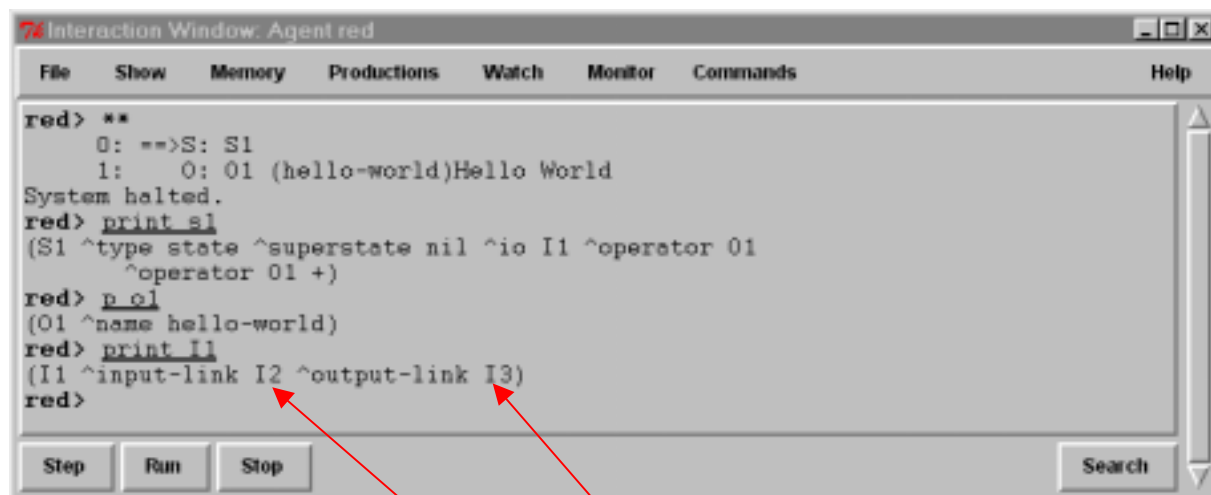 Interaction Window: Agent red
File Show Memory Productions Watch Monitor Commands Help
red> **
0: ==>S: S1
1: O: O1 (hello-world)Hello World
System halted.
red> print s1
(S1 ^type state ^superstate nil ^io I1 ^operator O1
^operator O1 +)
red> p o1
(O1 ^name hello-world)
red> print I1
(I1 ^input-link I2 ^output-link I3)
red>
Step Run Stop Search